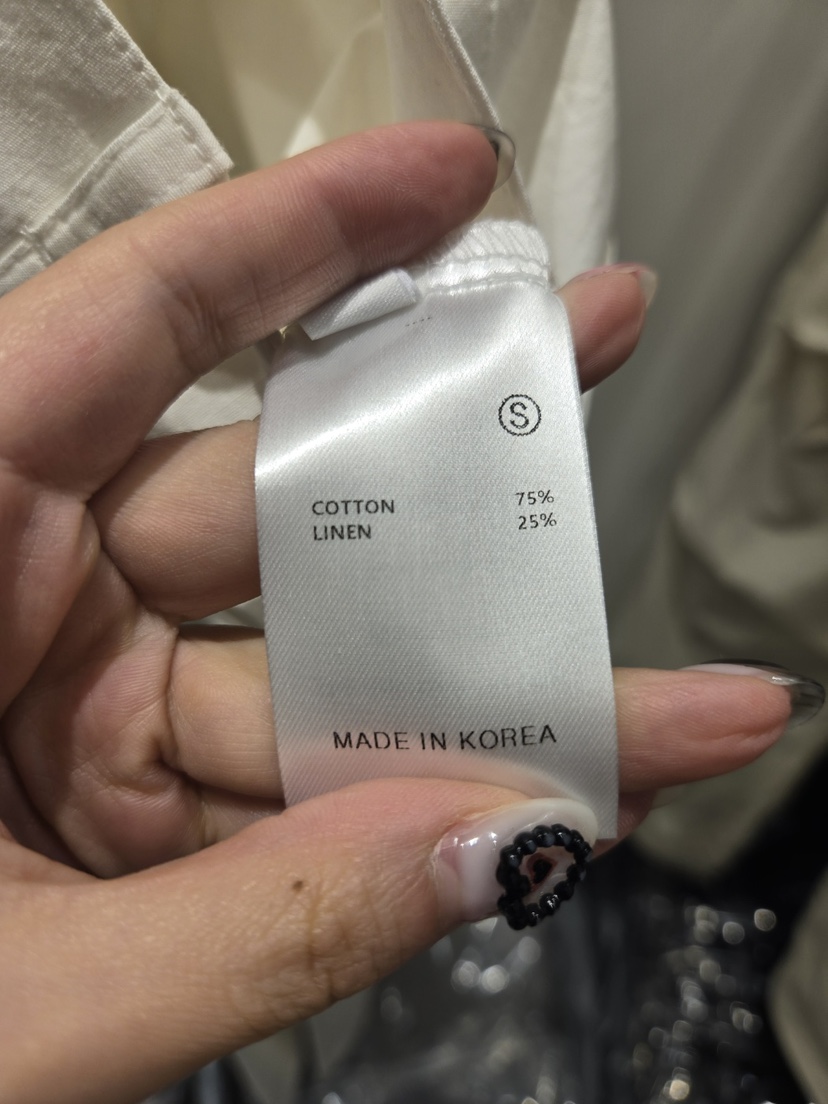 S
COTTON 75%
LINEN 25%
MADE IN KOREA